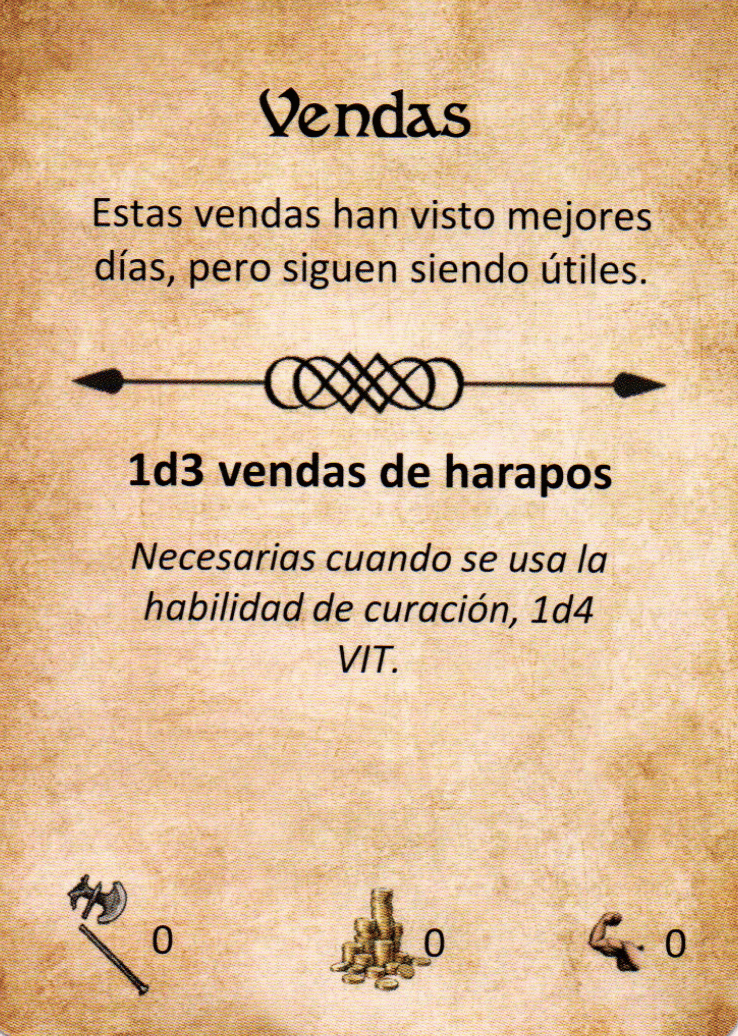 Vendas
Estas vendas han visto mejores
días, pero siguen siendo útiles.
1d3 vendas de harapos
Necesarias cuando se usa la
habilidad de curación, 1d4
VIT.
0 0 0